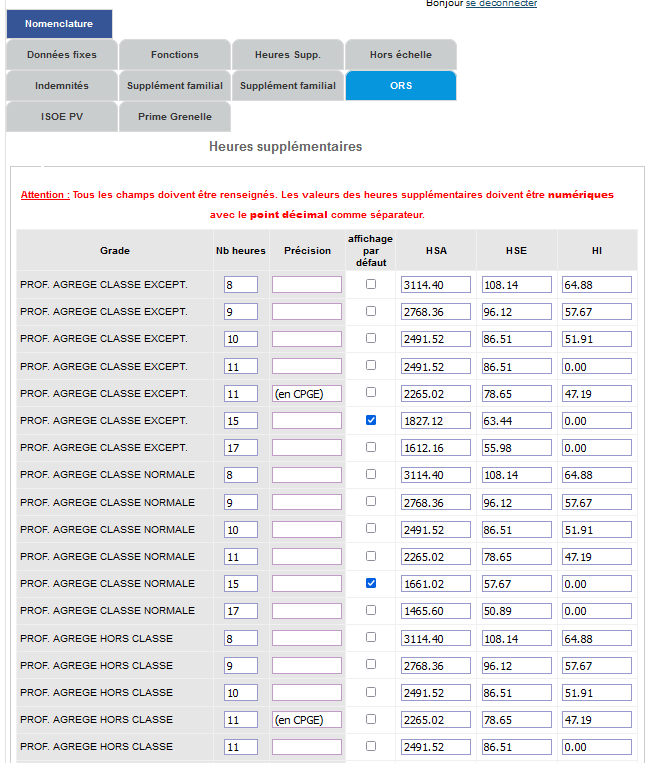 Bonjour se déconnecter
Nomenclature
Données fixes Fonctions Heures Supp. Hors échelle
Indemnités Supplément familial Supplément familial ORS
ISOE PV Prime Grenelle
Heures supplémentaires
Attention : Tous les champs doivent être renseignés. Les valeurs des heures supplémentaires doivent être numériques
avec le point décimal comme séparateur.
Grade Nb heures Précision affichage par défaut HSA HSE HI
PROF. AGREGE CLASSE EXCEPT. 8 3114.40 108.14 64.88
PROF. AGREGE CLASSE EXCEPT. 9 2768.36 96.12 57.67
PROF. AGREGE CLASSE EXCEPT. 10 2491.52 86.51 51.91
PROF. AGREGE CLASSE EXCEPT. 11 2491.52 86.51 0.00
PROF. AGREGE CLASSE EXCEPT. 11 (en CPGE) 2265.02 78.65 47.19
PROF. AGREGE CLASSE EXCEPT. 15 1827.12 63.44 0.00
PROF. AGREGE CLASSE EXCEPT. 17 1612.16 55.98 0.00
PROF. AGREGE CLASSE NORMALE 8 3114.40 108.14 64.88
PROF. AGREGE CLASSE NORMALE 9 2768.36 96.12 57.67
PROF. AGREGE CLASSE NORMALE 10 2491.52 86.51 51.91
PROF. AGREGE CLASSE NORMALE 11 2265.02 78.65 47.19
PROF. AGREGE CLASSE NORMALE 15 1661.02 57.67 0.00
PROF. AGREGE CLASSE NORMALE 17 1465.60 50.89 0.00
PROF. AGREGE HORS CLASSE 8 3114.40 108.14 64.88
PROF. AGREGE HORS CLASSE 9 2768.36 96.12 57.67
PROF. AGREGE HORS CLASSE 10 2491.52 86.51 51.91
PROF. AGREGE HORS CLASSE 11 (en CPGE) 2265.02 78.65 47.19
PROF. AGREGE HORS CLASSE 11 2491.52 86.51 0.00